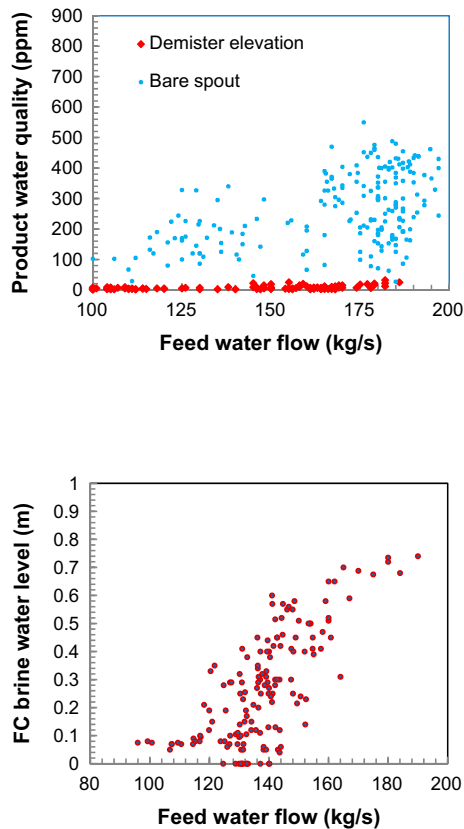 900
800
700
600
500
400
300
200
100
0
Product water quality (ppm)
Demister elevation
Bare spout
100 125 150 175 200
Feed water flow (kg/s)
1
0.9
0.8
0.7
0.6
0.5
0.4
0.3
0.2
0.1
0
FC brine water level (m)
80 100 120 140 160 180 200
Feed water flow (kg/s)